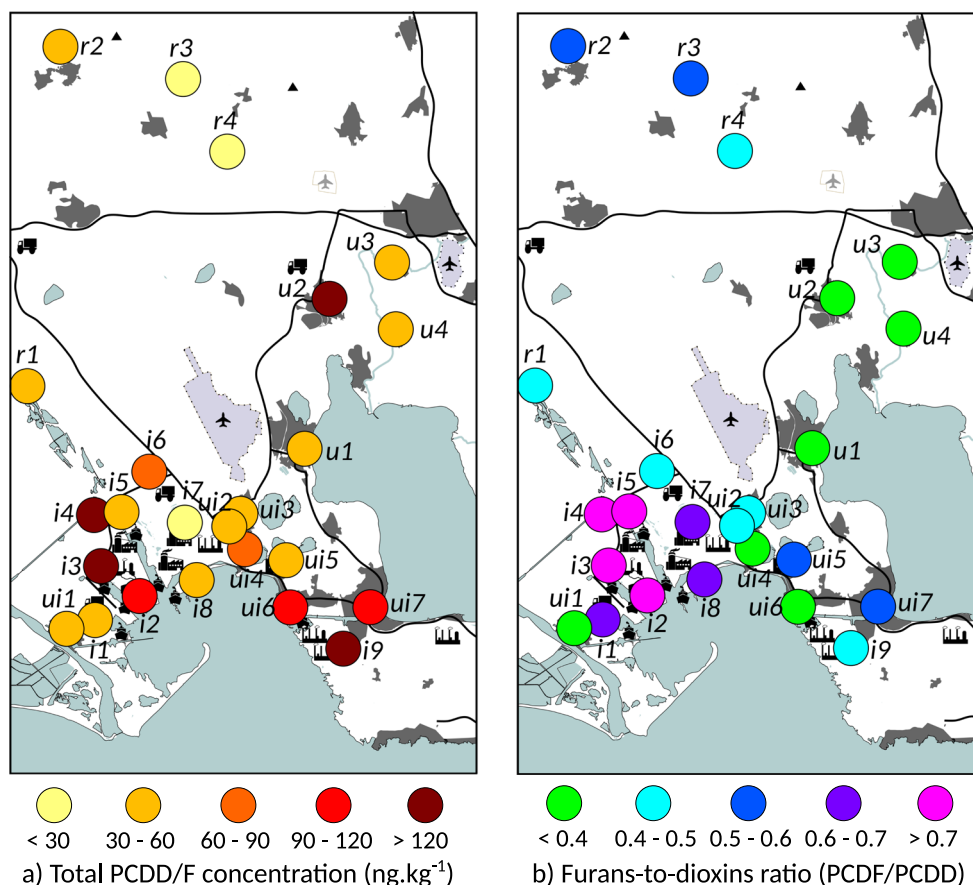 r2
r3
r4
u3
u2
u4
r1
i6
u1
i5
i7
i4
ui2
ui3
i3
ui4
ui5
ui1
i2
i8
ui6
ui7
i1
i9
< 30
30 - 60
60 - 90
90 - 120
> 120
a) Total PCDD/F concentration (ng.kg⁻¹)
r2
r3
r4
u3
u2
u4
r1
i6
u1
i5
i7
i4
ui2
ui3
i3
ui4
ui5
ui1
i2
i8
ui6
ui7
i1
i9
< 0.4
0.4 - 0.5
0.5 - 0.6
0.6 - 0.7
> 0.7
b) Furans-to-dioxins ratio (PCDF/PCDD)